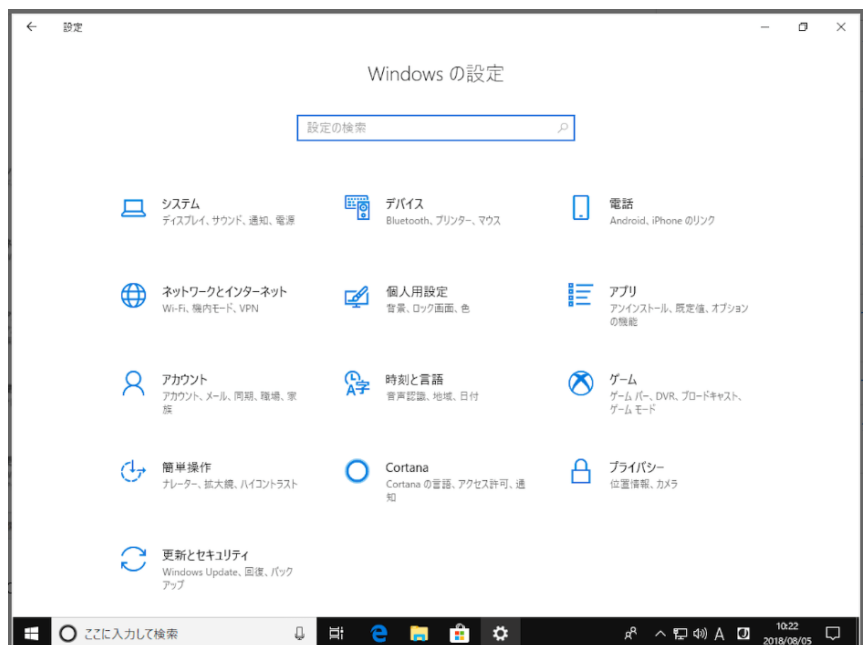 設定
Windows の設定
設定の検索
システム
ディスプレイ、サウンド、通知、電源
デバイス
Bluetooth、プリンター、マウス
電話
Android、iPhone のリンク
ネットワークとインターネット
Wi-Fi、機内モード、VPN
個人用設定
背景、ロック画面、色
アプリ
アンインストール、既定値、オプション
の機能
アカウント
アカウント、メール、同期、職場、家
族
時刻と言語
音声認識、地域、日付
ゲーム
ゲーム バー、DVR、ブロードキャスト、
ゲーム モード
簡単操作
ナレーター、拡大鏡、ハイコントラスト
Cortana
Cortana の言語、アクセス許可、通
知
プライバシー
位置情報、カメラ
更新とセキュリティ
Windows Update、回復、バック
アップ
ここに入力して検索
A
10:22
2018/08/05